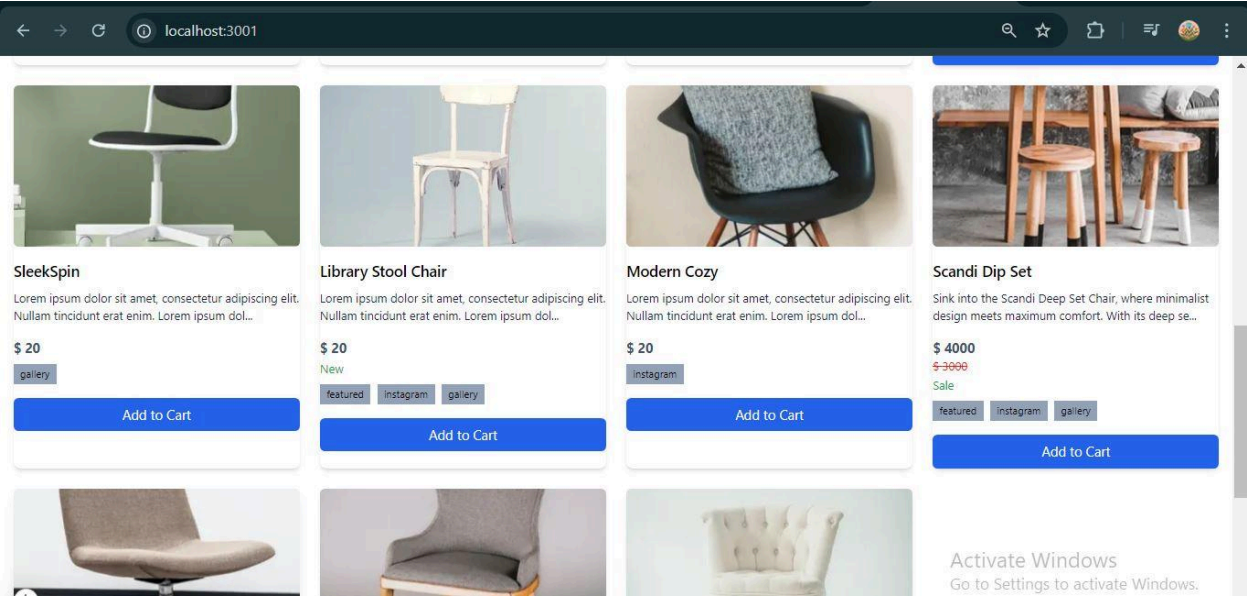 localhost:3001
SleekSpin
Lorem ipsum dolor sit amet, consectetur adipiscing elit.
Nullam tincidunt erat enim. Lorem ipsum dol...
$ 20
gallery
Add to Cart
Library Stool Chair
Lorem ipsum dolor sit amet, consectetur adipiscing elit.
Nullam tincidunt erat enim. Lorem ipsum dol...
$ 20
New
featured instagram gallery
Add to Cart
Modern Cozy
Lorem ipsum dolor sit amet, consectetur adipiscing elit.
Nullam tincidunt erat enim. Lorem ipsum dol...
$ 20
instagram
Add to Cart
Scandi Dip Set
Sink into the Scandi Deep Set Chair, where minimalist
design meets maximum comfort. With its deep se...
$ 4000
$ 3000
Sale
featured instagram gallery
Add to Cart
Activate Windows
Go to Settings to activate Windows.